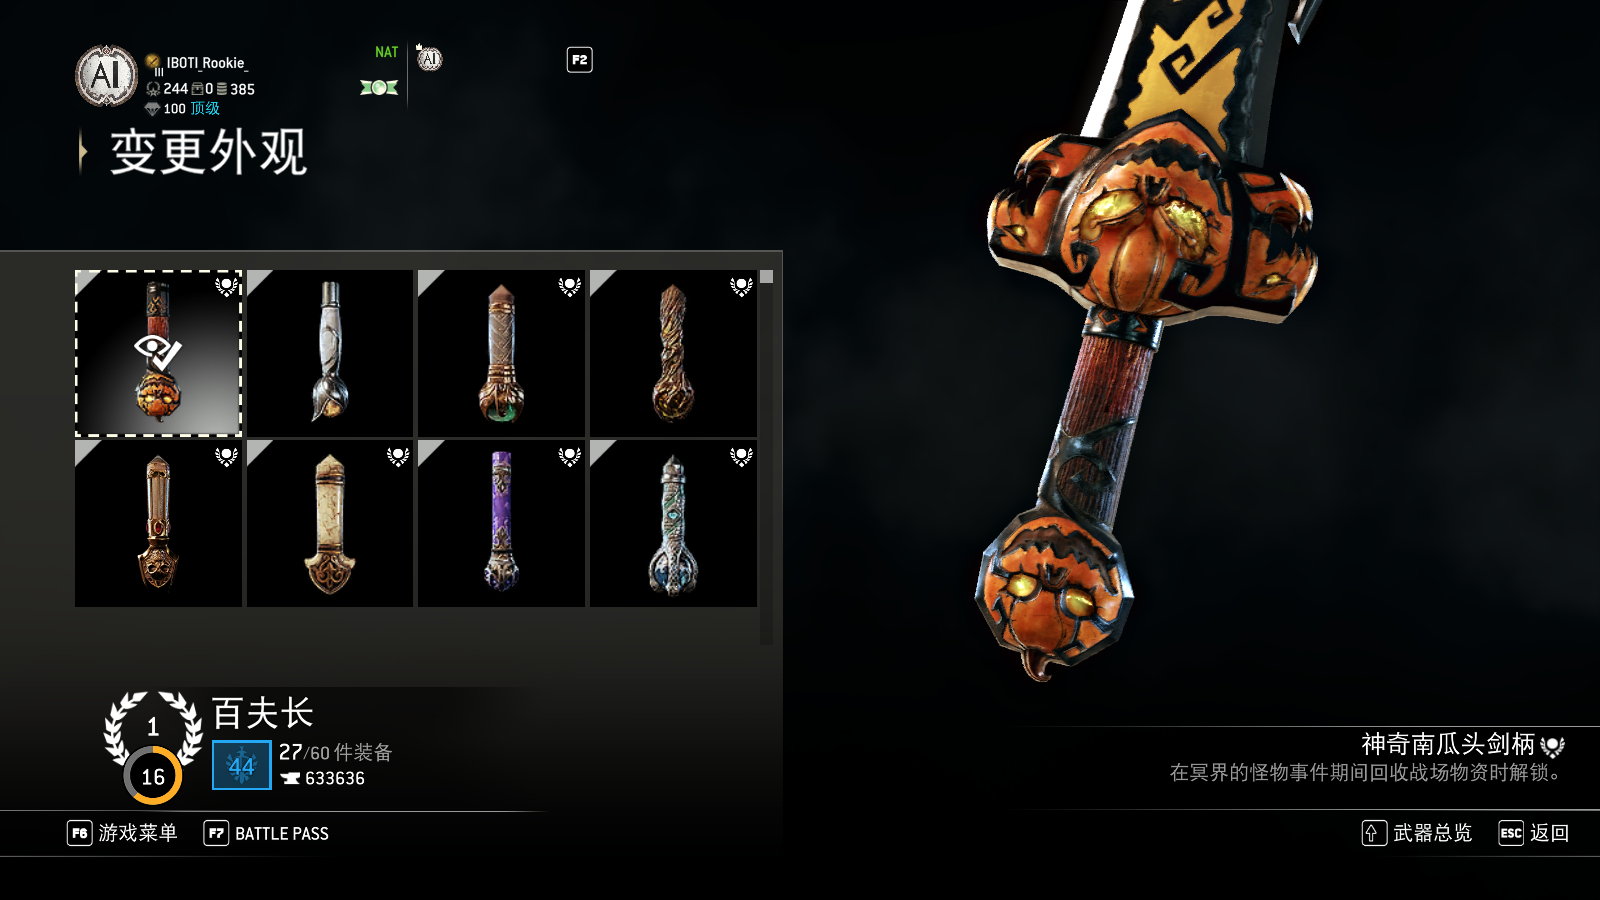 AI
IBOTI_Rookie_
III
244 0 385
100 顶级
NAT
AI
F2
变更外观
1
16
百夫长
44
27/60 件装备
633636
神奇南瓜头剑柄
在冥界的怪物事件期间回收战场物资时解锁。
F6 游戏菜单
F7 BATTLE PASS
武器总览
ESC 返回